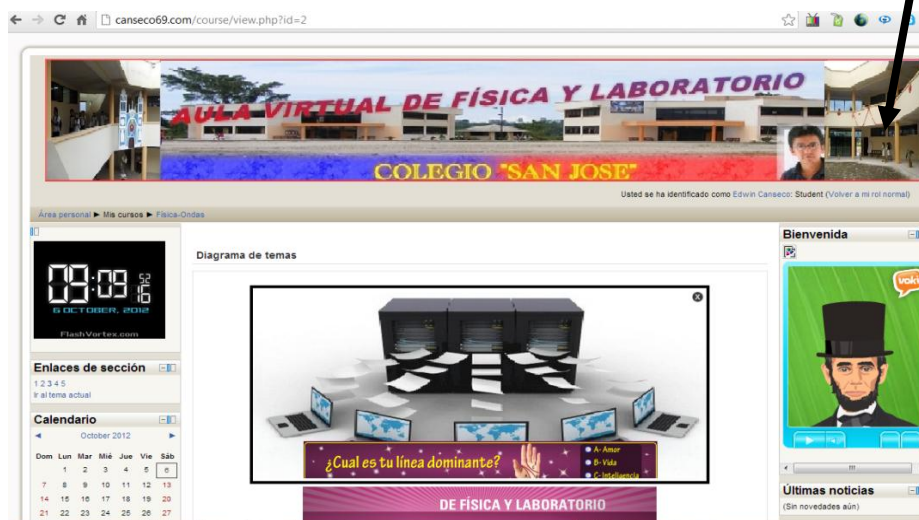 canseco69.com/course/view.php?id=2
AULA VIRTUAL DE FÍSICA Y LABORATORIO
COLEGIO "SAN JOSE"
Usted se ha identificado como Edwin Canseco: Student (Volver a mi rol normal)
Área personal ► Mis cursos ► Física-Ondas
09:09 52
6 OCTOBER, 2012
FlashVortex.com
Enlaces de sección
1 2 3 4 5
Ir al tema actual
Calendario
◄ October 2012 ►
Dom Lun Mar Mié Jue Vie Sáb
1 2 3 4 5 6
7 8 9 10 11 12 13
14 15 16 17 18 19 20
21 22 23 24 25 26 27
Diagrama de temas
¿Cual es tu línea dominante?
A- Amor
B- Vida
C- Inteligencia
DE FÍSICA Y LABORATORIO
Bienvenida
voki
Últimas noticias
(Sin novedades aún)